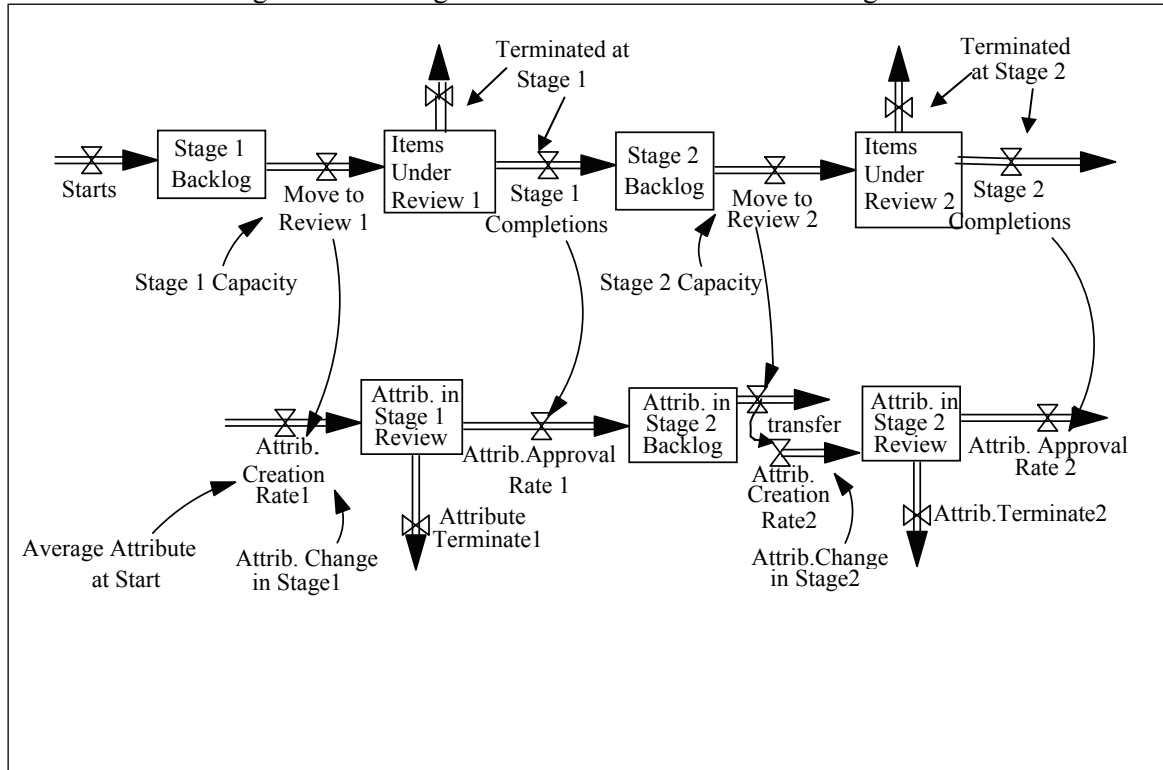 Terminated at
Stage 1
Terminated
at Stage 2
Starts
Stage 1
Backlog
Move to
Review 1
Items
Under
Review 1
Stage 1
Completions
Stage 2
Backlog
Move to
Review 2
Items
Under
Review 2
Stage 2
Completions
Stage 1 Capacity
Stage 2 Capacity
Attrib.
Creation
Rate1
Attrib. in
Stage 1
Review
Attrib.Approval
Rate 1
Attrib. in
Stage 2
Backlog
transfer
Attrib.
Creation
Rate2
Attrib. in
Stage 2
Review
Attrib. Approval
Rate 2
Average Attribute
at Start
Attrib. Change
in Stage1
Attribute
Terminate1
Attrib.Change
in Stage2
Attrib.Terminate2